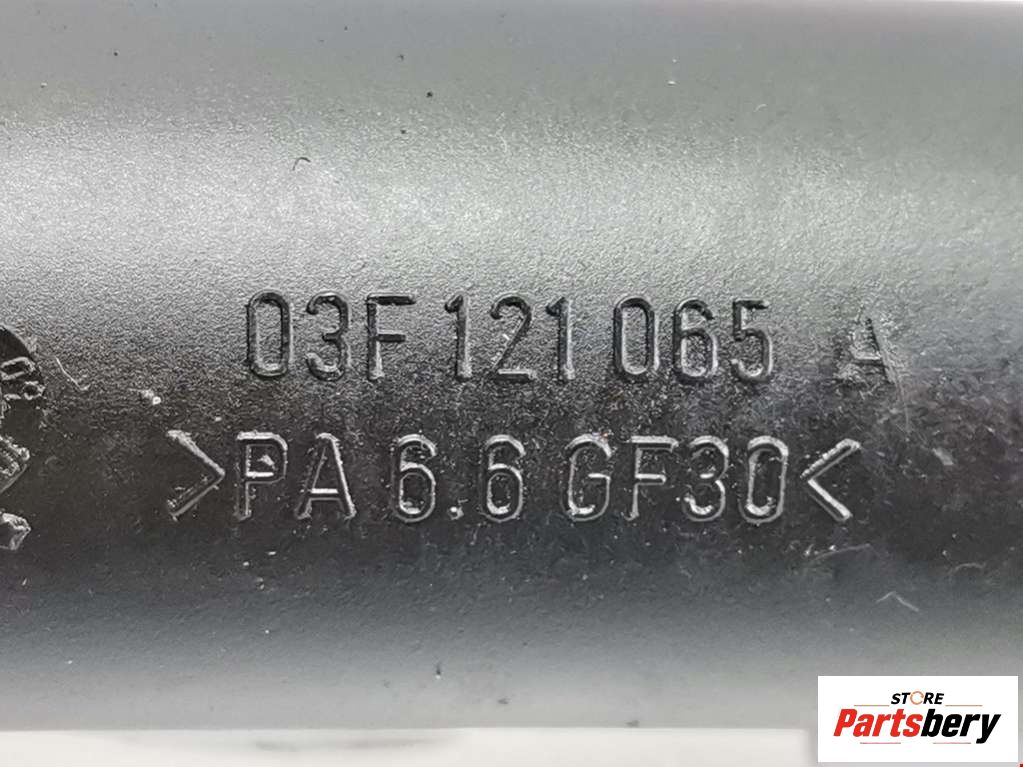 03F 121 065 A
>PA 6.6 GF30<
STORE
Partsbery